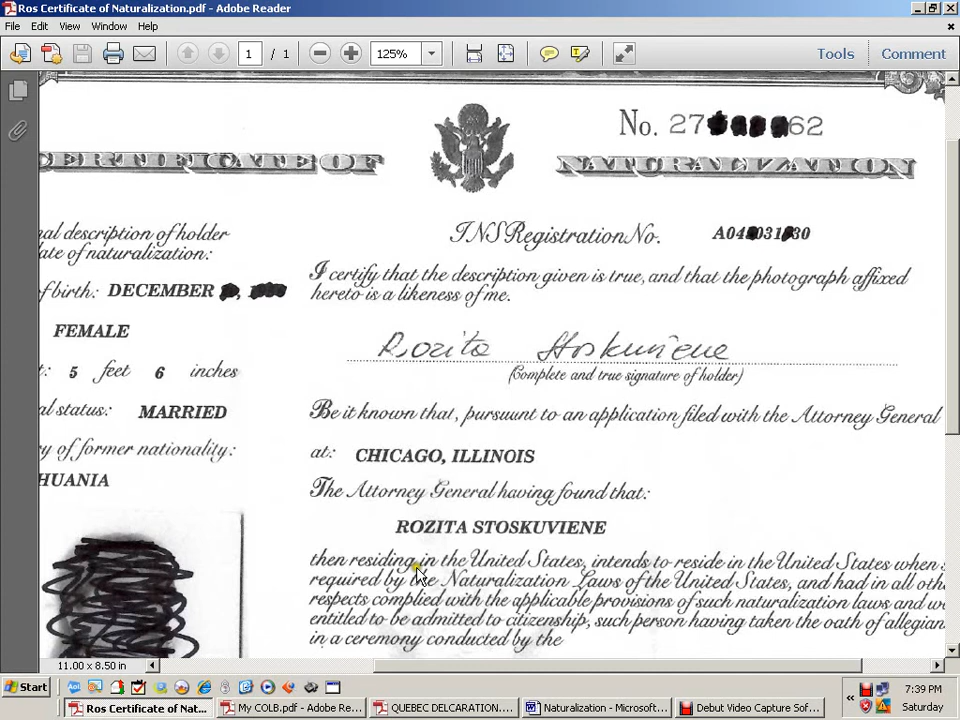 Ros Certificate of Naturalization.pdf - Adobe Reader
File Edit View Window Help
1 / 1 125% Tools Comment
No. 27 62
CERTIFICATE OF NATURALIZATION
nal description of holder
INS Registration No. A04 031 30
date of naturalization:
I certify that the description given is true, and that the photograph affixed
hereto is a likeness of me.
of birth: DECEMBER
FEMALE
Rozita Stoskuviene
(Complete and true signature of holder)
t: 5 feet 6 inches
al status: MARRIED
Be it known that, pursuant to an application filed with the Attorney General
ry of former nationality:
at: CHICAGO, ILLINOIS
HUANIA
The Attorney General having found that:
ROZITA STOSKUVIENE
then residing in the United States, intends to reside in the United States when s
required by the Naturalization Laws of the United States, and had in all oth
respects complied with the applicable provisions of such naturalization laws and w
entitled to be admitted to citizenship, such person having taken the oath of allegian
in a ceremony conducted by the
11.00 x 8.50 in
Start 7:39 PM
Ros Certificate of Nat... My COLB.pdf - Adobe Re... QUEBEC DELCARATION.... Naturalization - Microsoft... Debut Video Capture Sof... Saturday